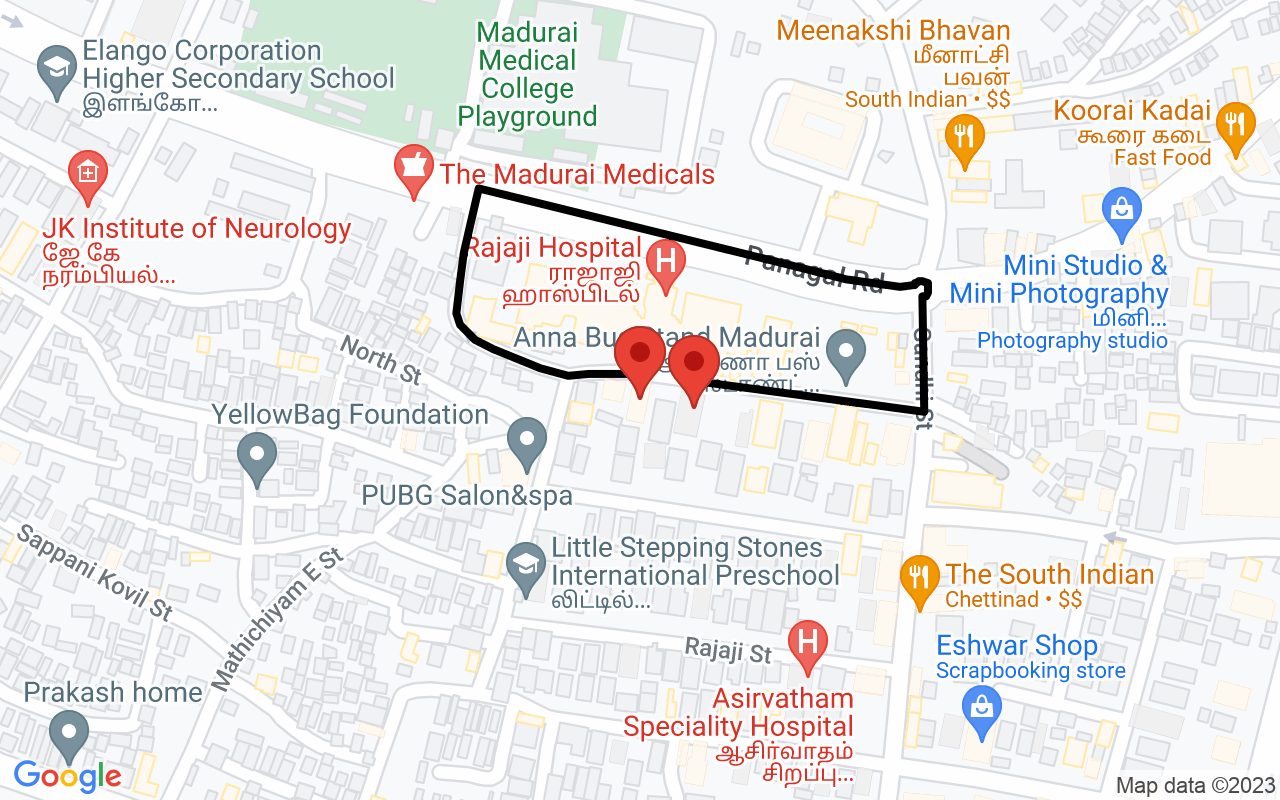 Elango Corporation
Higher Secondary School
இளங்கோ...
Madurai
Medical
College
Playground
Meenakshi Bhavan
மீனாட்சி
பவன்
South Indian • $$
Koorai Kadai
கூரை கடை
Fast Food
The Madurai Medicals
JK Institute of Neurology
ஜே கே
நரம்பியல்...
Rajaji Hospital
ராஜாஜி
ஹாஸ்பிடல்
Panagal Rd
Mini Studio &
Mini Photography
மினி...
Photography studio
Anna Bus Stand Madurai
பஸ்
Gandhi St
North St
YellowBag Foundation
PUBG Salon&spa
Sappani Kovil St
Mathichiyam E St
Little Stepping Stones
International Preschool
லிட்டில்...
The South Indian
Chettinad • $$
Rajaji St
Eshwar Shop
Scrapbooking store
Asirvatham
Speciality Hospital
ஆசிர்வாதம்
சிறப்பு...
Prakash home
Google
Map data ©2023